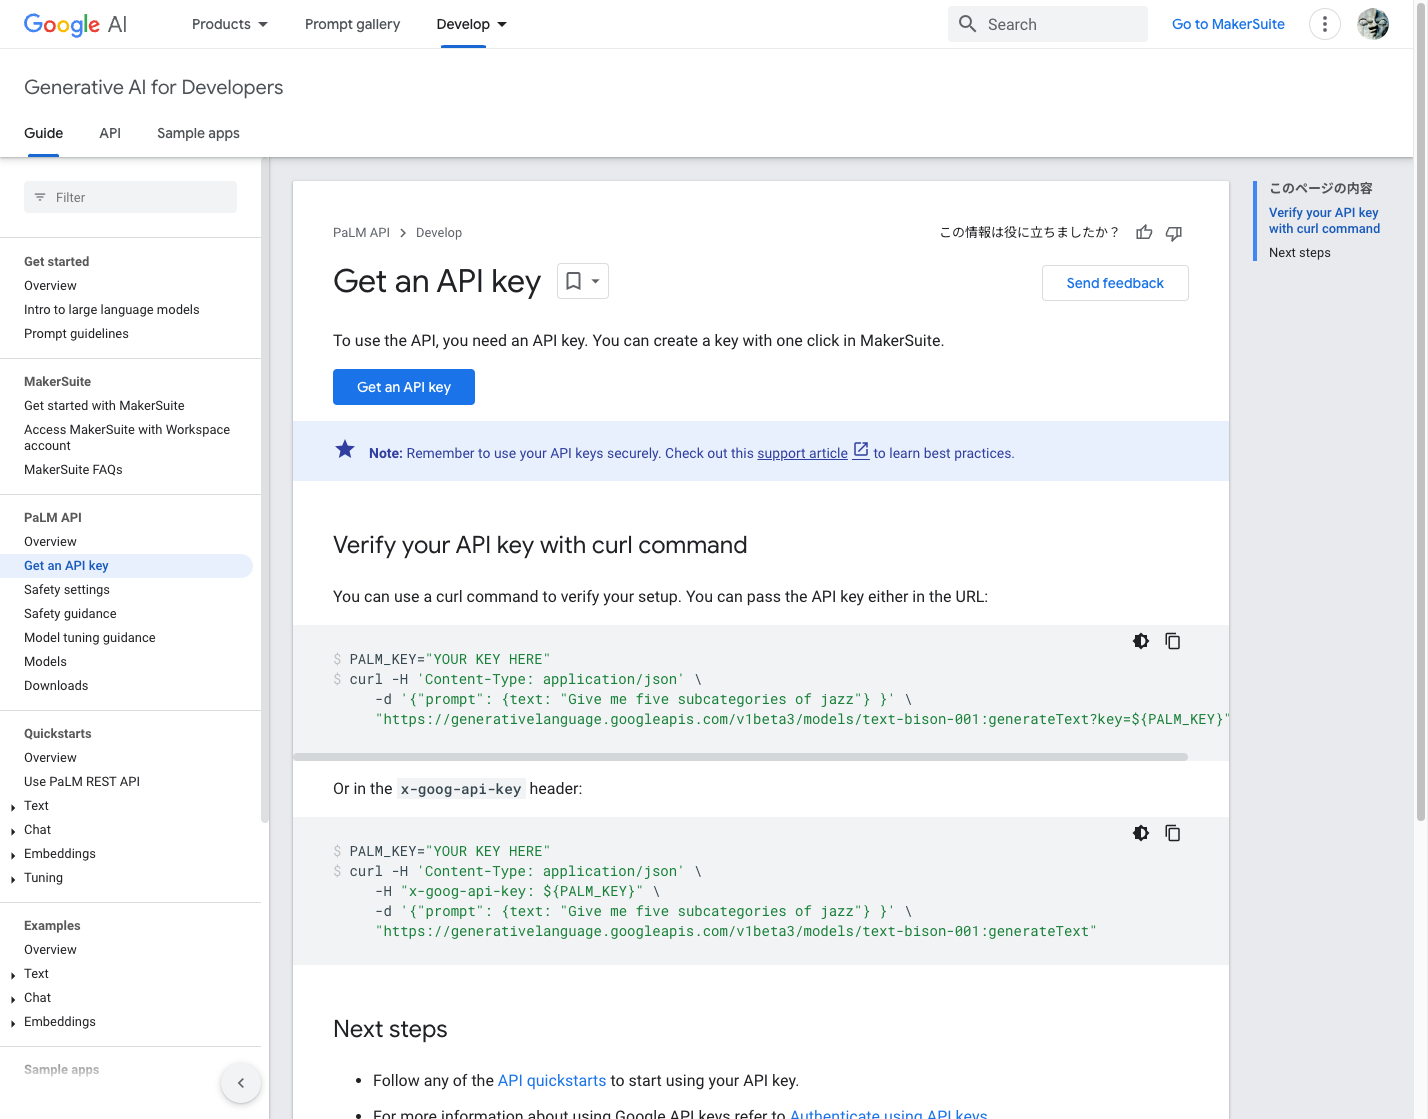 Google AI
Products
Prompt gallery
Develop
Search
Go to MakerSuite
Generative AI for Developers
Guide
API
Sample apps
Filter
Get started
Overview
Intro to large language models
Prompt guidelines
MakerSuite
Get started with MakerSuite
Access MakerSuite with Workspace
account
MakerSuite FAQs
PaLM API
Overview
Get an API key
Safety settings
Safety guidance
Model tuning guidance
Models
Downloads
Quickstarts
Overview
Use PaLM REST API
Text
Chat
Embeddings
Tuning
Examples
Overview
Text
Chat
Embeddings
Sample apps
PaLM API > Develop
この情報は役に立ちましたか？
Get an API key
Send feedback
To use the API, you need an API key. You can create a key with one click in MakerSuite.
Get an API key
Note: Remember to use your API keys securely. Check out this support article to learn best practices.
Verify your API key with curl command
You can use a curl command to verify your setup. You can pass the API key either in the URL:
$ PALM_KEY="YOUR KEY HERE"
$ curl -H 'Content-Type: application/json' \
-d '{"prompt": {text: "Give me five subcategories of jazz"} }' \
"https://generativelanguage.googleapis.com/v1beta3/models/text-bison-001:generateText?key=${PALM_KEY}"
Or in the x-goog-api-key header:
$ PALM_KEY="YOUR KEY HERE"
$ curl -H 'Content-Type: application/json' \
-H "x-goog-api-key: ${PALM_KEY}" \
-d '{"prompt": {text: "Give me five subcategories of jazz"} }' \
"https://generativelanguage.googleapis.com/v1beta3/models/text-bison-001:generateText"
Next steps
• Follow any of the API quickstarts to start using your API key.
• For more information about using Google API keys refer to Authenticate using API keys
このページの内容
Verify your API key
with curl command
Next steps